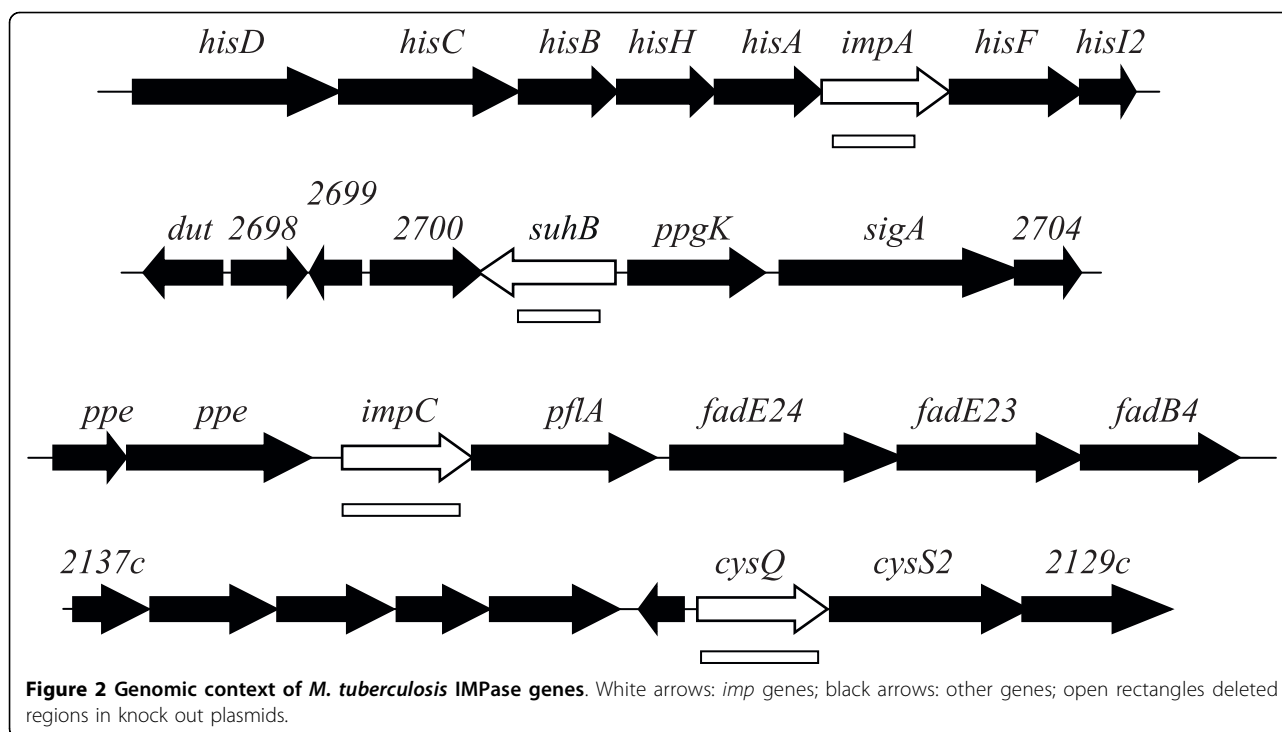 hisD hisC hisB hisH hisA impA hisF hisI2
2699
dut 2698 2700 suhB ppgK sigA 2704
ppe ppe impC pflA fadE24 fadE23 fadB4
2137c cysQ cysS2 2129c
Figure 2 Genomic context of M. tuberculosis IMPase genes. White arrows: imp genes; black arrows: other genes; open rectangles deleted
regions in knock out plasmids.